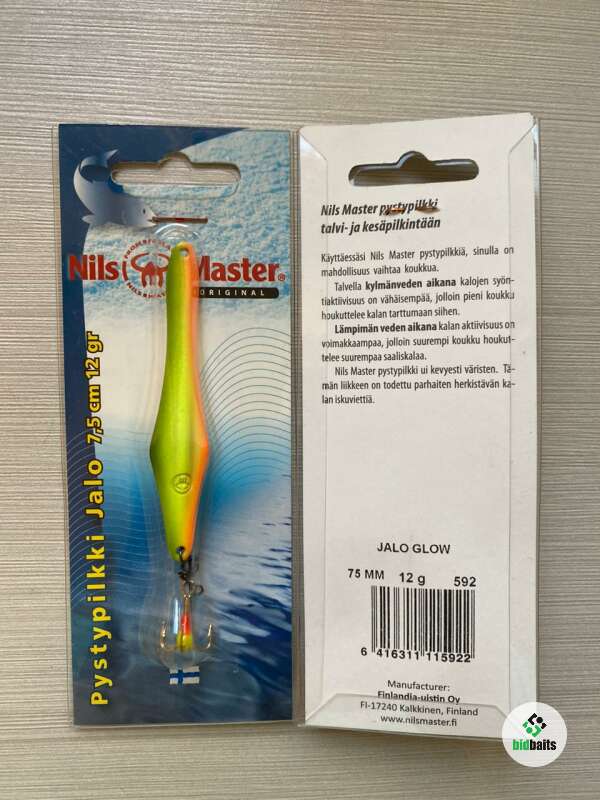 Nils Master®
ORIGINAL
Pystypilkki Jalo 7,5 cm 12 gr
Nils Master pystypilkki
talvi- ja kesäpilkintään
Käyttäessäsi Nils Master pystypilkkiä, sinulla on
mahdollisuus vaihtaa koukkua.
Talvella kylmänveden aikana kalojen syön-
tiaktiivisuus on vähäisempää, jolloin pieni koukku
houkuttelee kalan tarttumaan siihen.
Lämpimän veden aikana kalan aktiivisuus on
voimakkaampaa, jolloin suurempi koukku houkut-
telee suurempaa saaliskalaa.
Nils Master pystypilkki ui kevyesti väristen. Tä-
män liikkeen on todettu parhaiten herkistävän ka-
lan iskuviettiä.
JALO GLOW
75 MM 12 g 592
6 416311 115922
Manufacturer:
Finlandia-uistin Oy
FI-17240 Kalkkinen, Finland
www.nilsmaster.fi
bidbaits